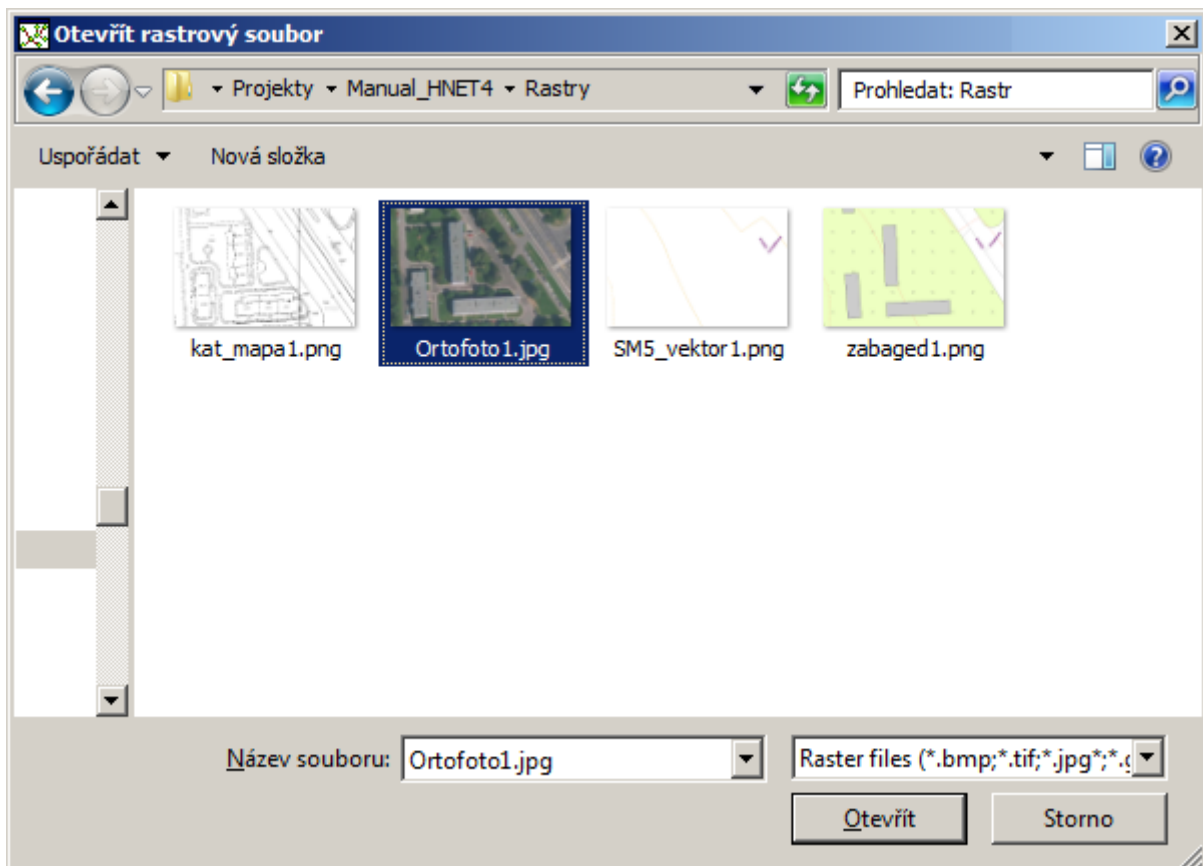 Otevřít rastrový soubor
Projekty Manual_HNET4 Rastry Prohledat: Rastr
Uspořádat Nová složka
kat_mapa1.png Ortofoto1.jpg SM5_vektor1.png zabaged1.png
Název souboru: Ortofoto1.jpg Raster files (*.bmp;*.tif;*.jpg*;*.
Otevřít Storno